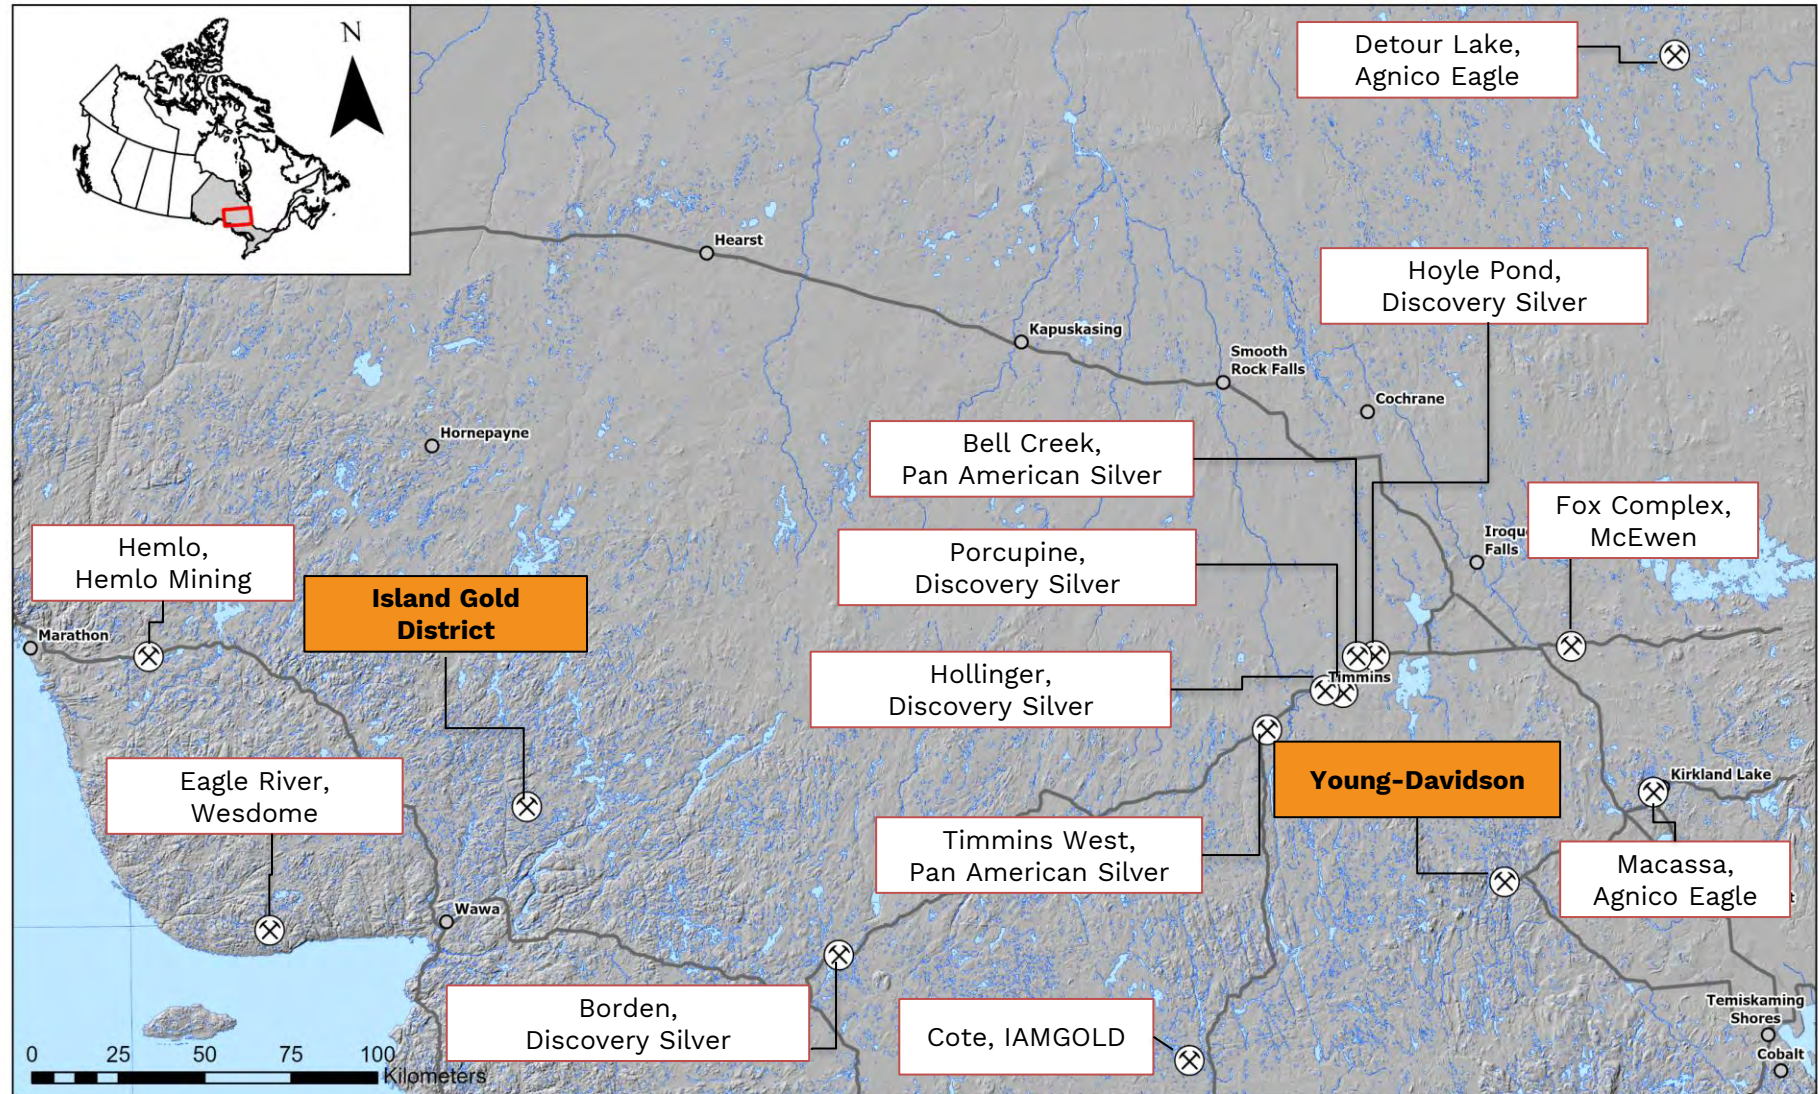 N
Detour Lake,
Agnico Eagle
Hearst
Hoyle Pond,
Discovery Silver
Kapuskasing
Smooth
Rock Falls
Cochrane
Hornepayne
Bell Creek,
Pan American Silver
Fox Complex,
McEwen
Hemlo,
Hemlo Mining
Porcupine,
Discovery Silver
Falls
Island Gold
District
Marathon
Hollinger,
Discovery Silver
Timmins
Eagle River,
Wesdome
Young-Davidson
Kirkland Lake
Timmins West,
Pan American Silver
Macassa,
Agnico Eagle
Wawa
Borden,
Discovery Silver
Cote, IAMGOLD
Temiskaming
Shores
Cobalt
0 25 50 75 100
Kilometers